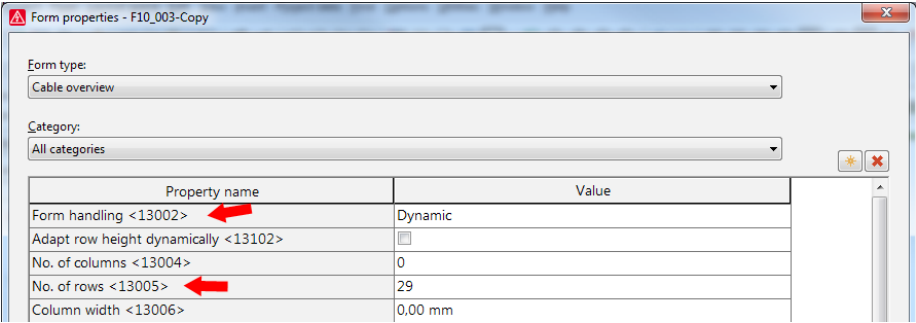 Form properties - F10_003-Copy
Form type:
Cable overview
Category:
All categories
Property name Value
Form handling <13002> Dynamic
Adapt row height dynamically <13102>
No. of columns <13004> 0
No. of rows <13005> 29
Column width <13006> 0,00 mm